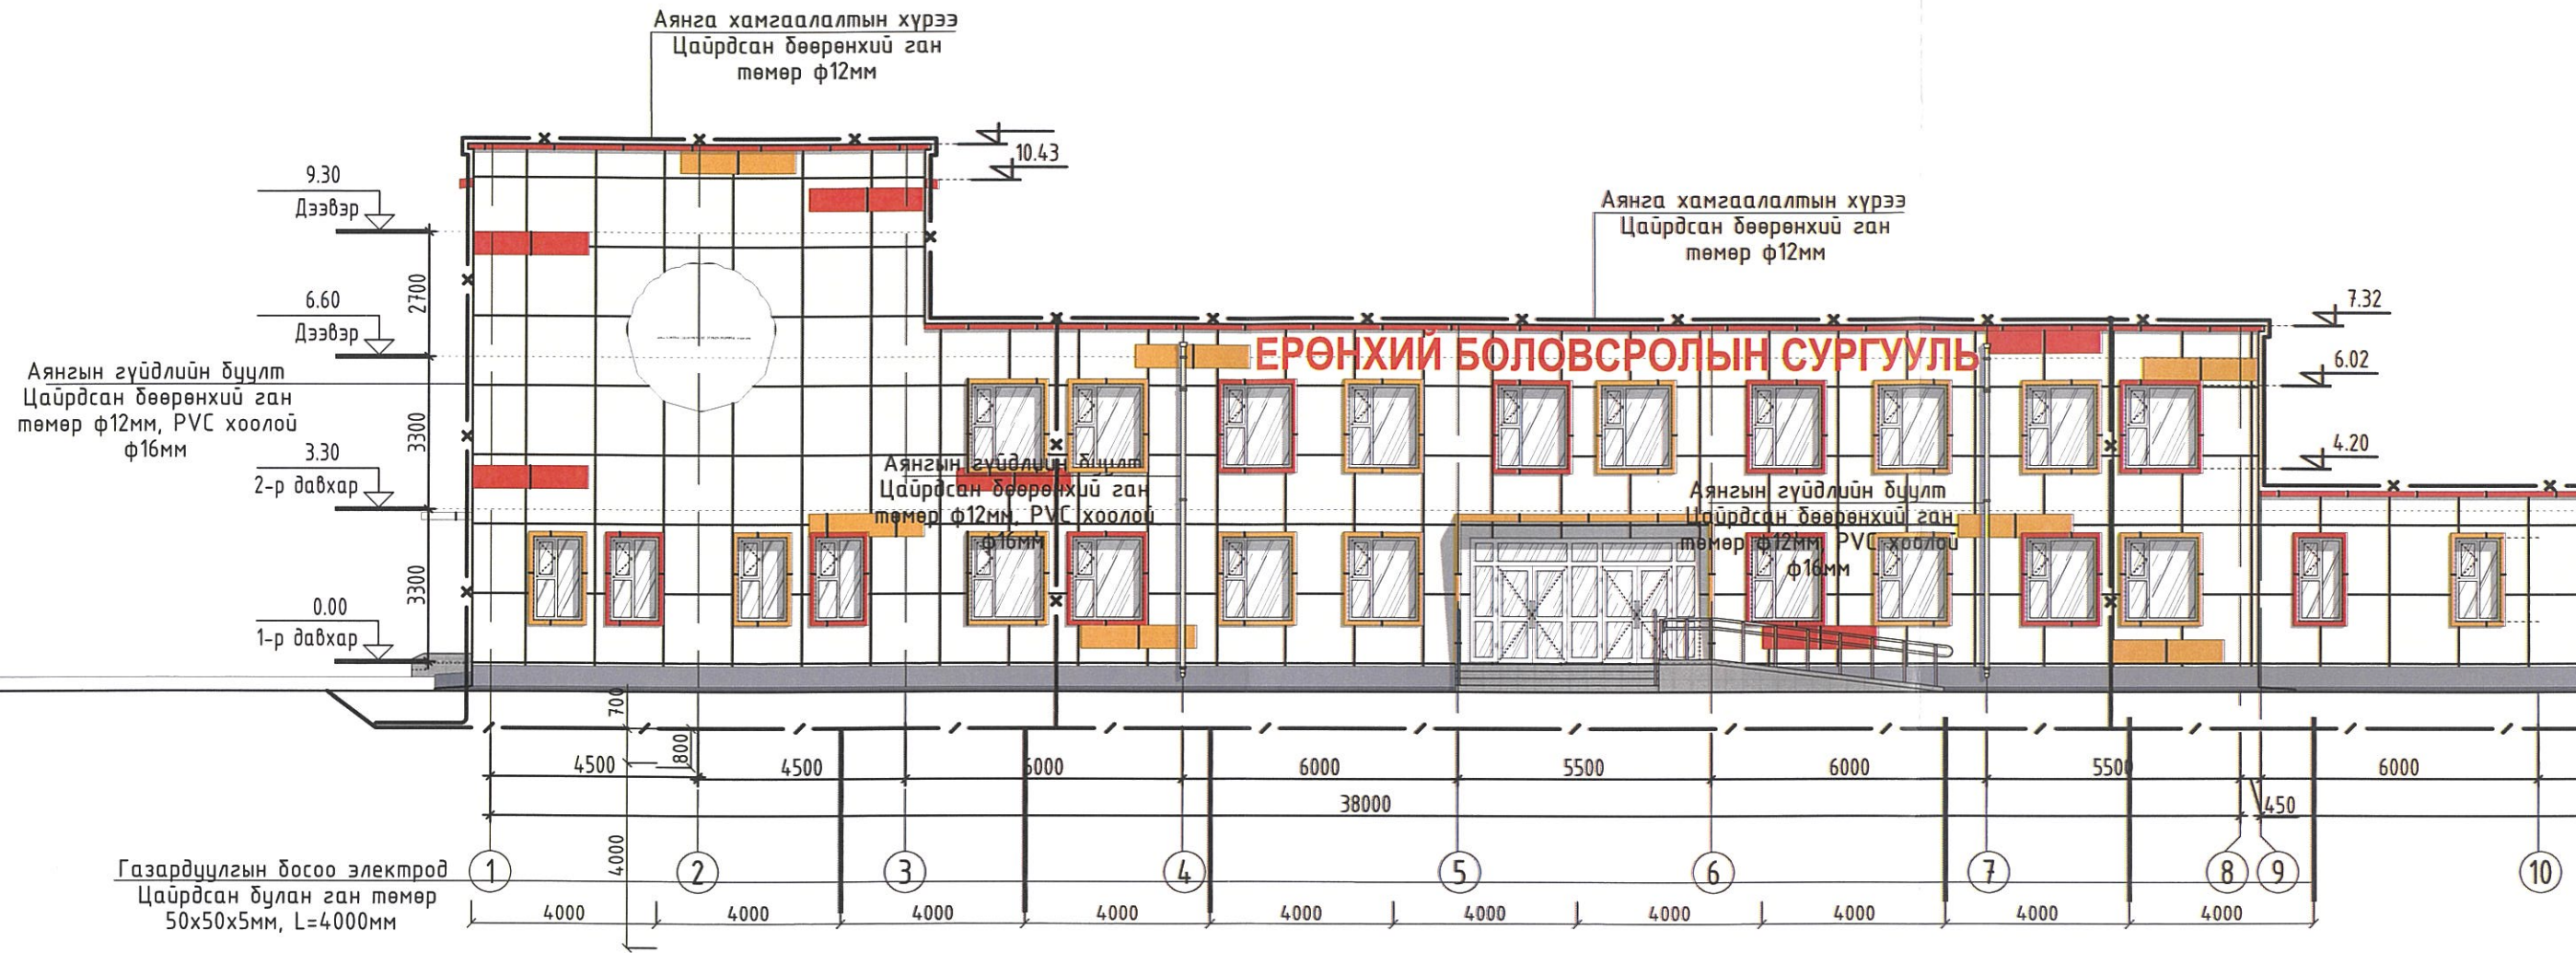 Аянга хамгаалалтын хүрээ
Цайрдсан бөөрөнхий ган
төмөр ф12мм
10.43
9.30
Дээвэр
Аянга хамгаалалтын хүрээ
Цайрдсан бөөрөнхий ган
төмөр ф12мм
2700
6.60
Дээвэр
7.32
ЕРӨНХИЙ БОЛОВСРОЛЫН СУРГУУЛЬ
6.02
Аянгын гүйдлийн буулт
Цайрдсан бөөрөнхий ган
төмөр ф12мм, PVC хоолой
ф16мм
3300
4.20
3.30
2-р давхар
Аянгын гүйдлийн буулт
Цайрдсан бөөрөнхий ган
төмөр ф12мм, PVC хоолой
ф16мм
Аянгын гүйдлийн буулт
Цайрдсан бөөрөнхий ган
төмөр ф12мм, PVC хоолой
ф16мм
3300
0.00
1-р давхар
700
800
4500 4500 6000 6000 5500 6000 5500 6000
38000 450
4000
Газардуулгын босоо электрод
Цайрдсан булан ган төмөр
50х50х5мм, L=4000мм
1 2 3 4 5 6 7 8 9 10
4000 4000 4000 4000 4000 4000 4000 4000 4000 4000